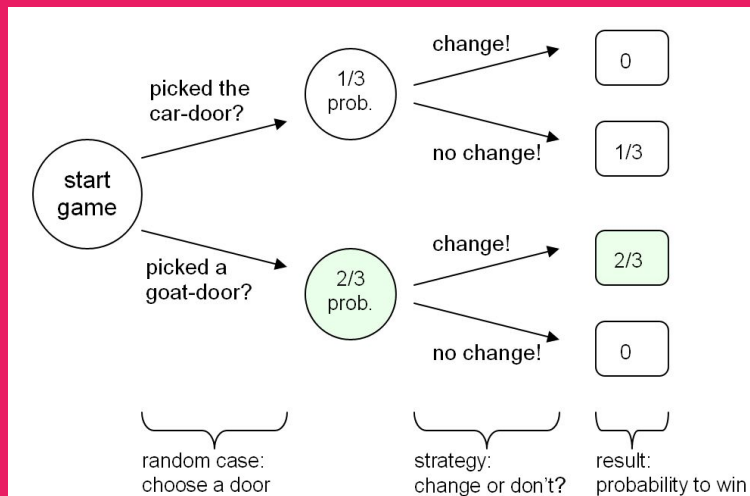 start
game
picked the
car-door?
picked a
goat-door?
1/3
prob.
2/3
prob.
change!
no change!
change!
no change!
0
1/3
2/3
0
random case:
choose a door
strategy:
change or don't?
result:
probability to win